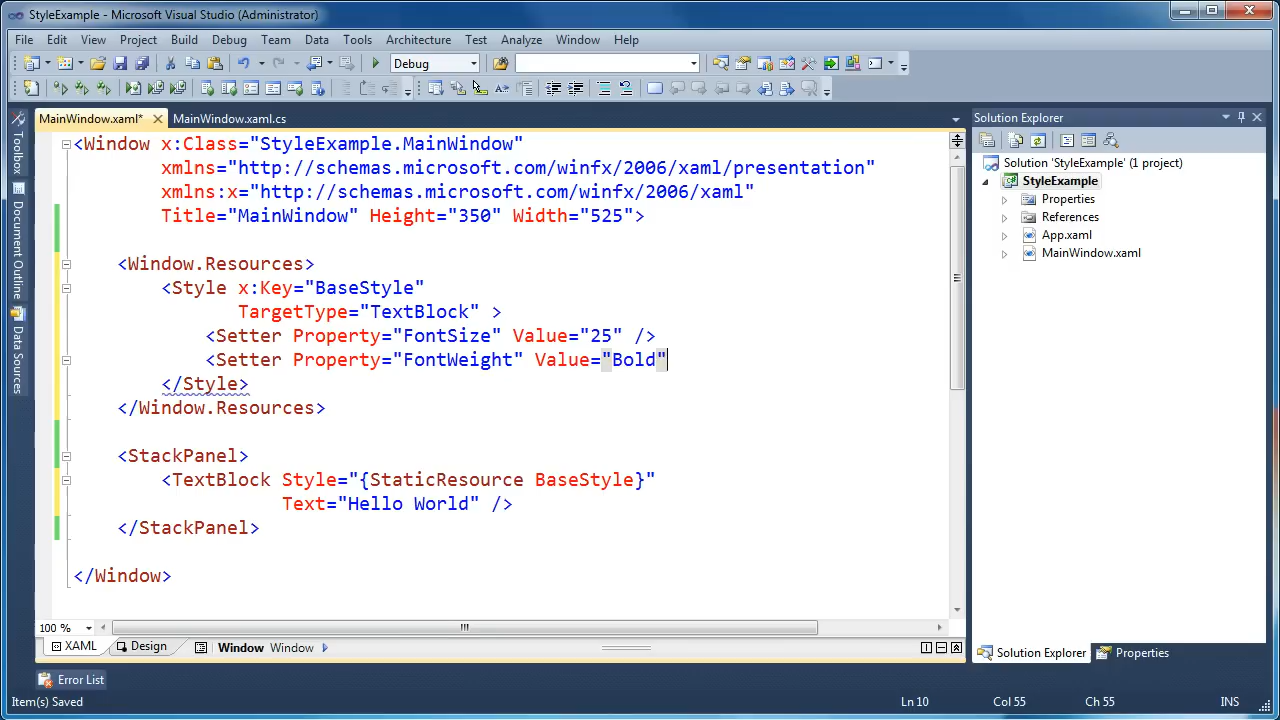 StyleExample - Microsoft Visual Studio (Administrator)
File Edit View Project Build Debug Team Data Tools Architecture Test Analyze Window Help
Debug
MainWindow.xaml* MainWindow.xaml.cs
Solution Explorer
<Window x:Class="StyleExample.MainWindow"
xmlns="http://schemas.microsoft.com/winfx/2006/xaml/presentation"
xmlns:x="http://schemas.microsoft.com/winfx/2006/xaml"
Title="MainWindow" Height="350" Width="525">
<Window.Resources>
<Style x:Key="BaseStyle"
TargetType="TextBlock" >
<Setter Property="FontSize" Value="25" />
<Setter Property="FontWeight" Value="Bold"
</Style>
</Window.Resources>
<StackPanel>
<TextBlock Style="{StaticResource BaseStyle}"
Text="Hello World" />
</StackPanel>
</Window>
Toolbox
Document Outline
Data Sources
Solution 'StyleExample' (1 project)
StyleExample
Properties
References
App.xaml
MainWindow.xaml
100 %
XAML Design Window Window
Solution Explorer Properties
Error List
Item(s) Saved Ln 10 Col 55 Ch 55 INS